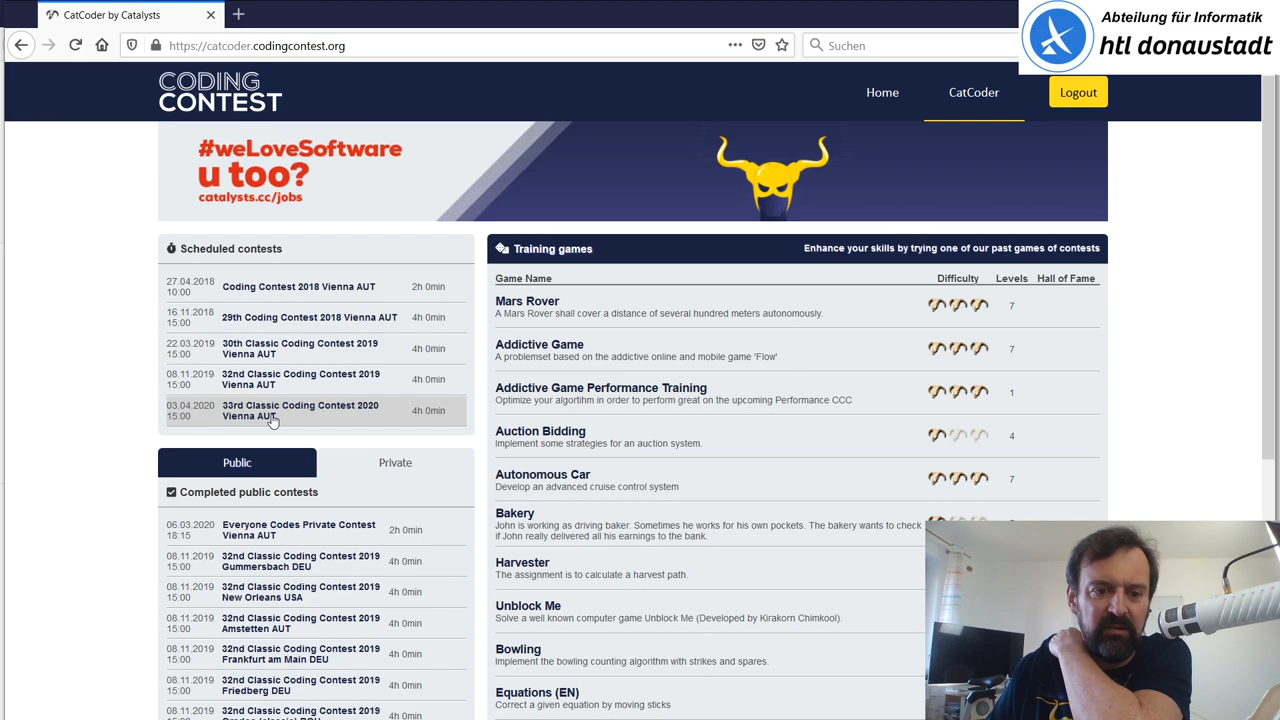 CatCoder by Catalysts
Abteilung für Informatik
htl donaustadt
https://catcoder.codingcontest.org
Suchen
CODING
CONTEST
Home
CatCoder
Logout
#weLoveSoftware
u too?
catalysts.cc/jobs
Scheduled contests
27.04.2018
10:00
Coding Contest 2018 Vienna AUT
2h 0min
16.11.2018
15:00
29th Coding Contest 2018 Vienna AUT
4h 0min
22.03.2019
15:00
30th Classic Coding Contest 2019
Vienna AUT
4h 0min
08.11.2019
15:00
32nd Classic Coding Contest 2019
Vienna AUT
4h 0min
03.04.2020
15:00
33rd Classic Coding Contest 2020
Vienna AUT
4h 0min
Public
Private
Completed public contests
06.03.2020
18:15
Everyone Codes Private Contest
Vienna AUT
2h 0min
08.11.2019
15:00
32nd Classic Coding Contest 2019
Gummersbach DEU
4h 0min
08.11.2019
15:00
32nd Classic Coding Contest 2019
New Orleans USA
4h 0min
08.11.2019
15:00
32nd Classic Coding Contest 2019
Amstetten AUT
4h 0min
08.11.2019
15:00
32nd Classic Coding Contest 2019
Frankfurt am Main DEU
4h 0min
08.11.2019
15:00
32nd Classic Coding Contest 2019
Friedberg DEU
4h 0min
08.11.2019
15:00
32nd Classic Coding Contest 2019
4h 0min
Training games
Enhance your skills by trying one of our past games of contests
Game Name
Difficulty
Levels
Hall of Fame
Mars Rover
7
A Mars Rover shall cover a distance of several hundred meters autonomously.
Addictive Game
7
A problemset based on the addictive online and mobile game 'Flow'
Addictive Game Performance Training
1
Optimize your algortihm in order to perform great on the upcoming Performance CCC
Auction Bidding
4
Implement some strategies for an auction system.
Autonomous Car
7
Develop an advanced cruise control system
Bakery
John is working as driving baker. Sometimes he works for his own pockets. The bakery wants to check
if John really delivered all his earnings to the bank.
Harvester
The assignment is to calculate a harvest path.
Unblock Me
Solve a well known computer game Unblock Me (Developed by Kirakorn Chimkool).
Bowling
Implement the bowling counting algorithm with strikes and spares.
Equations (EN)
Correct a given equation by moving sticks